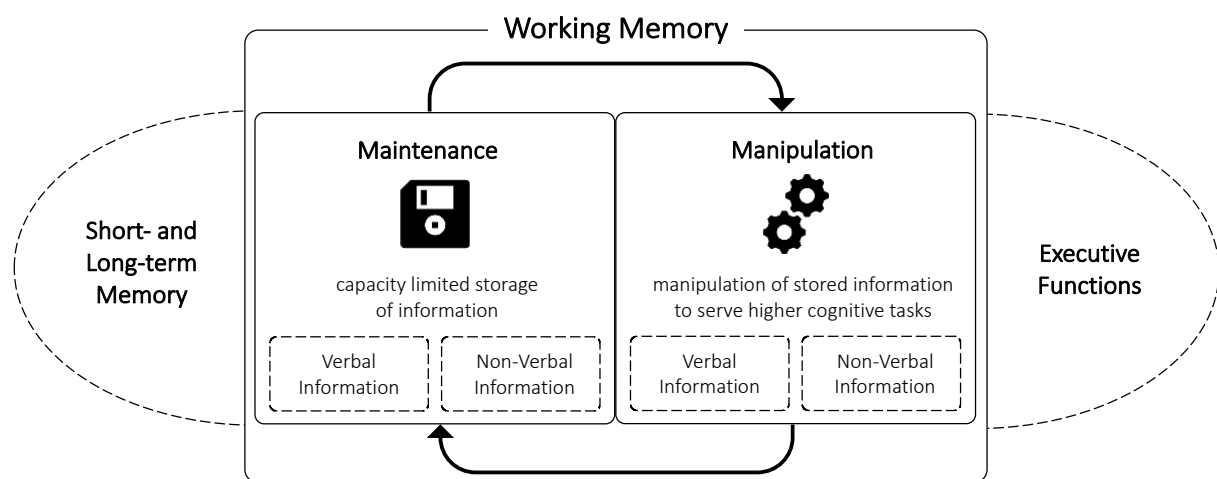 Working Memory
Short- and
Long-term
Memory
Maintenance
capacity limited storage
of information
Verbal
Information
Non-Verbal
Information
Manipulation
manipulation of stored information
to serve higher cognitive tasks
Verbal
Information
Non-Verbal
Information
Executive
Functions